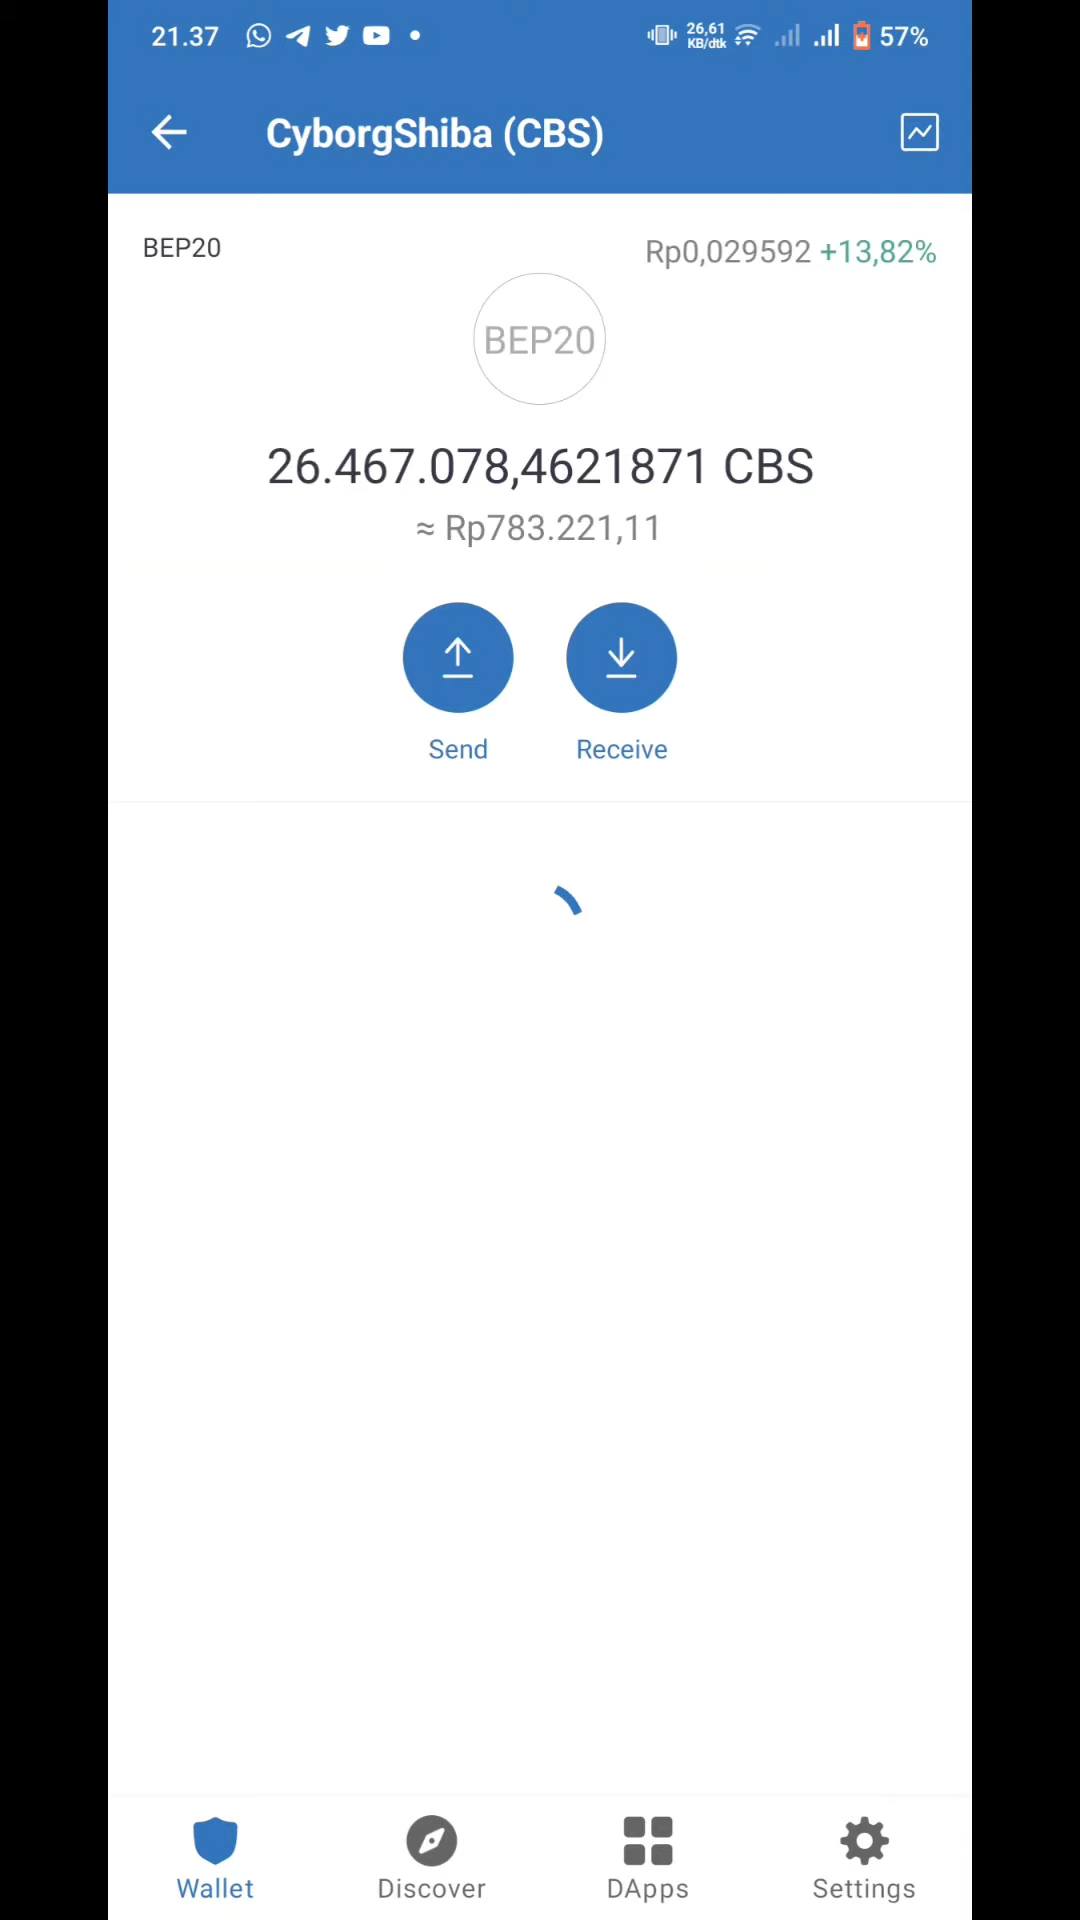 21.37
26,61
KB/dtk
57%
CyborgShiba (CBS)
BEP20
Rp0,029592 +13,82%
BEP20
26.467.078,4621871 CBS
≈ Rp783.221,11
Send
Receive
Wallet
Discover
DApps
Settings